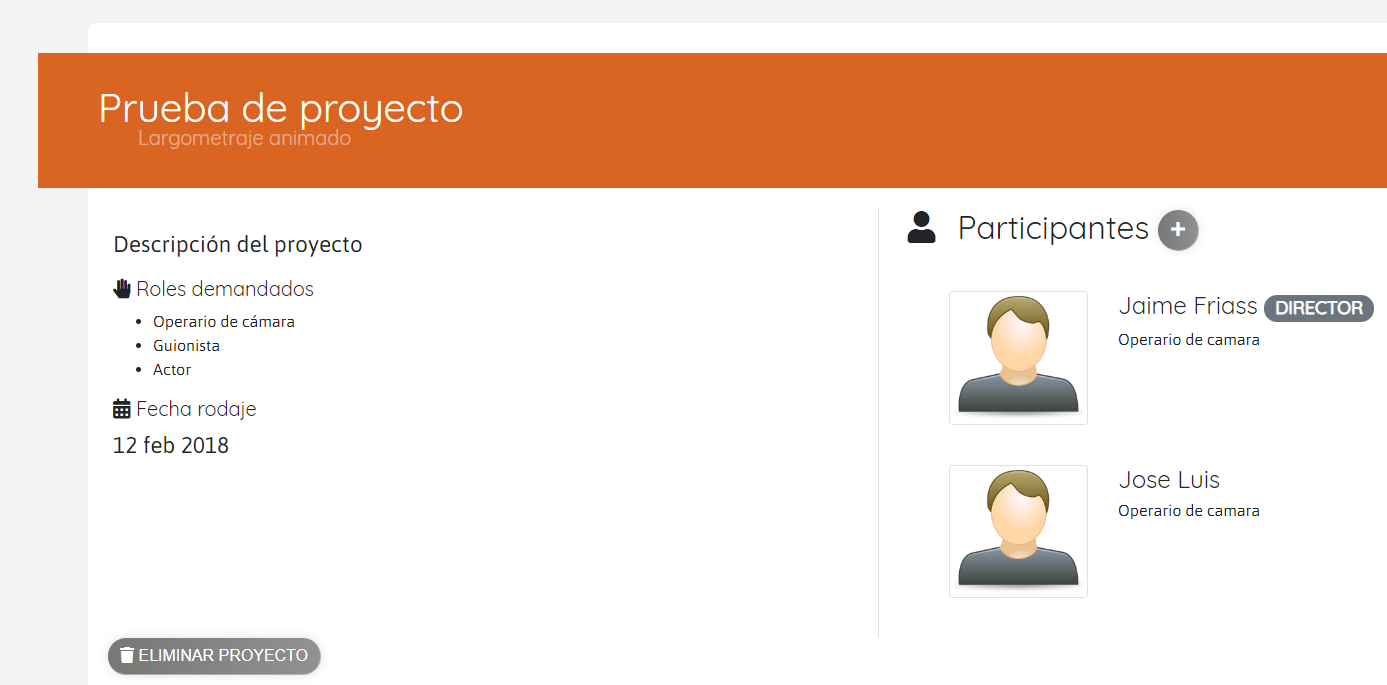 Prueba de proyecto
Largometraje animado
Descripción del proyecto
Roles demandados
Operario de cámara
Guionista
Actor
Fecha rodaje
12 feb 2018
ELIMINAR PROYECTO
Participantes
Jaime Friass DIRECTOR
Operario de camara
Jose Luis
Operario de camara